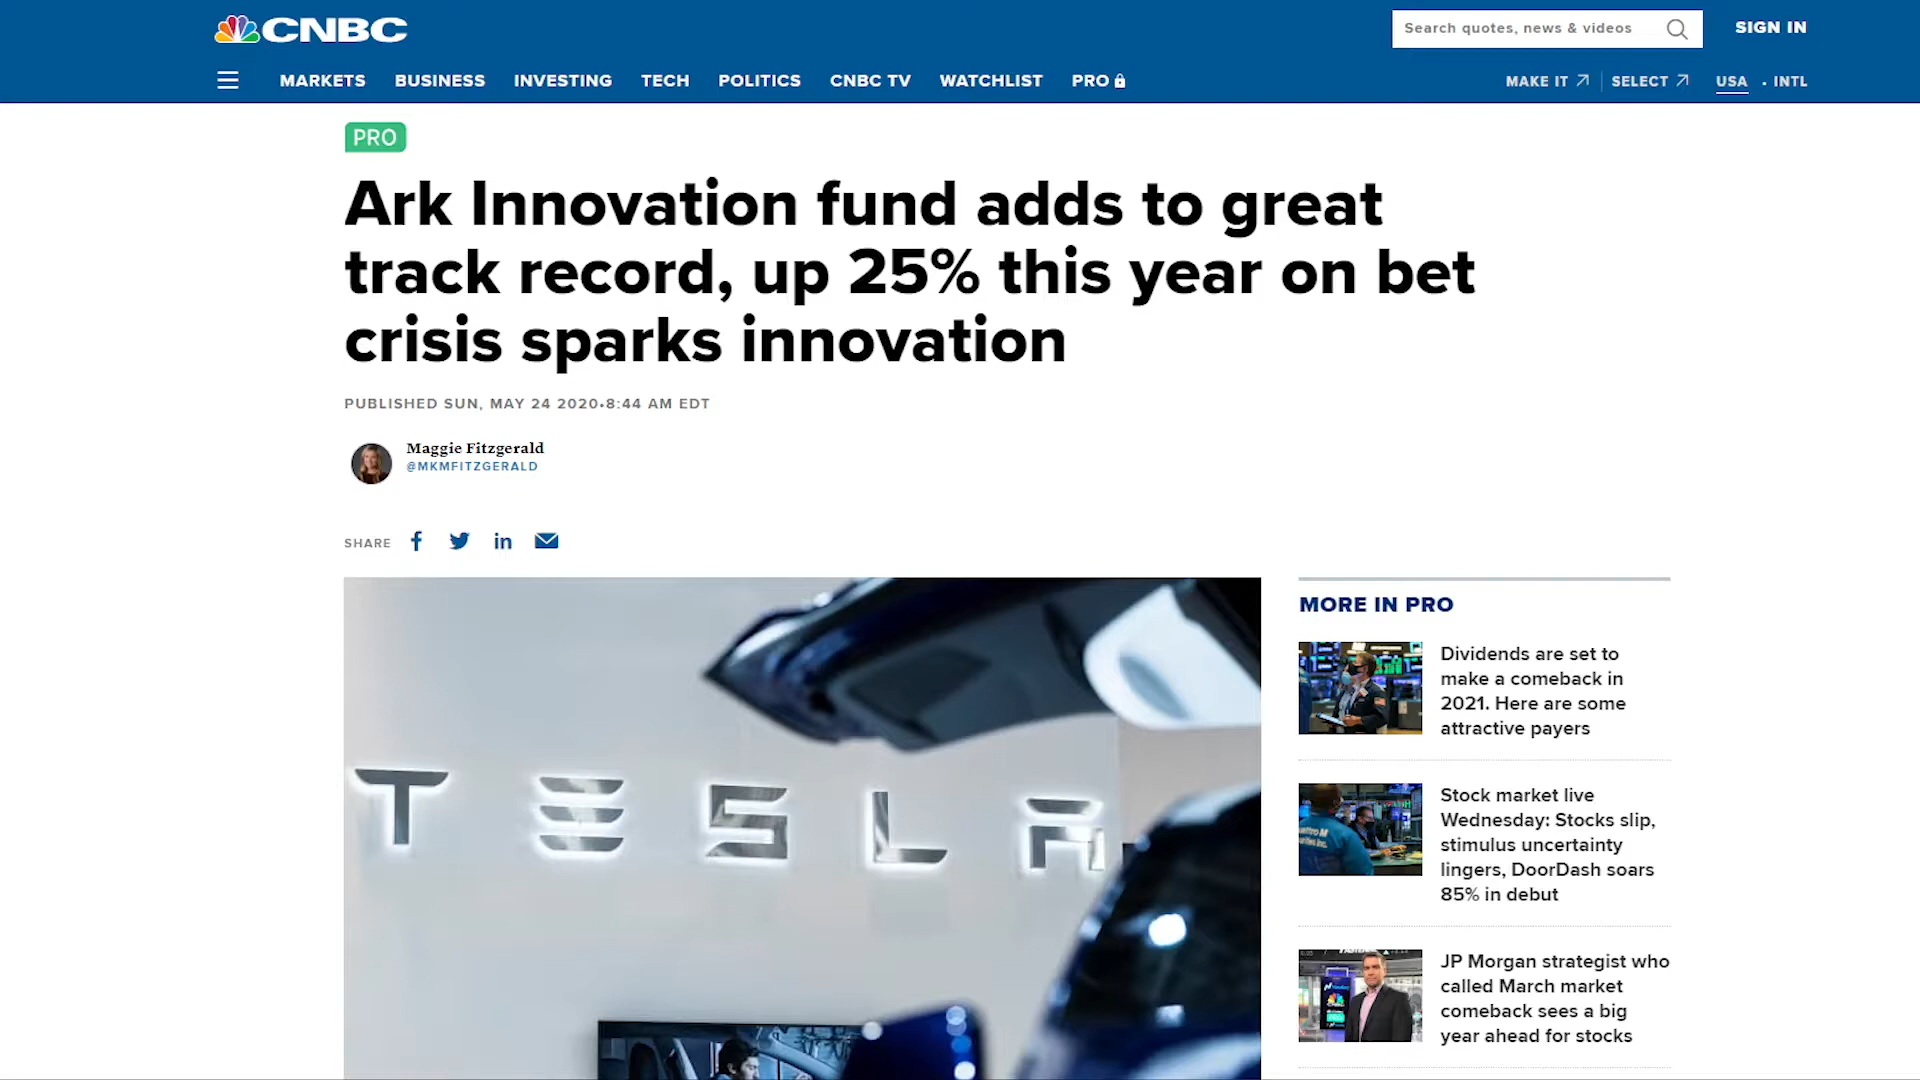 CNBC
Search quotes, news & videos
SIGN IN
MARKETS BUSINESS INVESTING TECH POLITICS CNBC TV WATCHLIST PRO
MAKE IT SELECT USA • INTL
PRO
Ark Innovation fund adds to great
track record, up 25% this year on bet
crisis sparks innovation
PUBLISHED SUN, MAY 24 2020•8:44 AM EDT
Maggie Fitzgerald
@MKMFITZGERALD
SHARE
TESLA
MORE IN PRO
Dividends are set to
make a comeback in
2021. Here are some
attractive payers
Stock market live
Wednesday: Stocks slip,
stimulus uncertainty
lingers, DoorDash soars
85% in debut
JP Morgan strategist who
called March market
comeback sees a big
year ahead for stocks